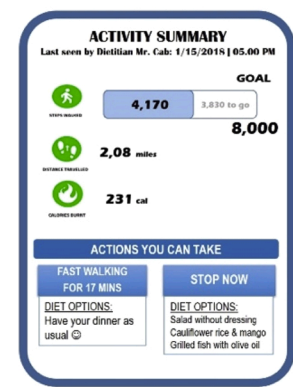 ACTIVITY SUMMARY
Last seen by Dietitian Mr. Cab: 1/15/2018 | 05.00 PM
GOAL
4,170
3,830 to go
STEPS WALKED
8,000
2,08 miles
DISTANCE TRAVELLED
231 cal
CALORIES BURNT
ACTIONS YOU CAN TAKE
FAST WALKING
FOR 17 MINS
DIET OPTIONS:
Have your dinner as
usual ☺
STOP NOW
DIET OPTIONS:
Salad without dressing
Cauliflower rice & mango
Grilled fish with olive oil